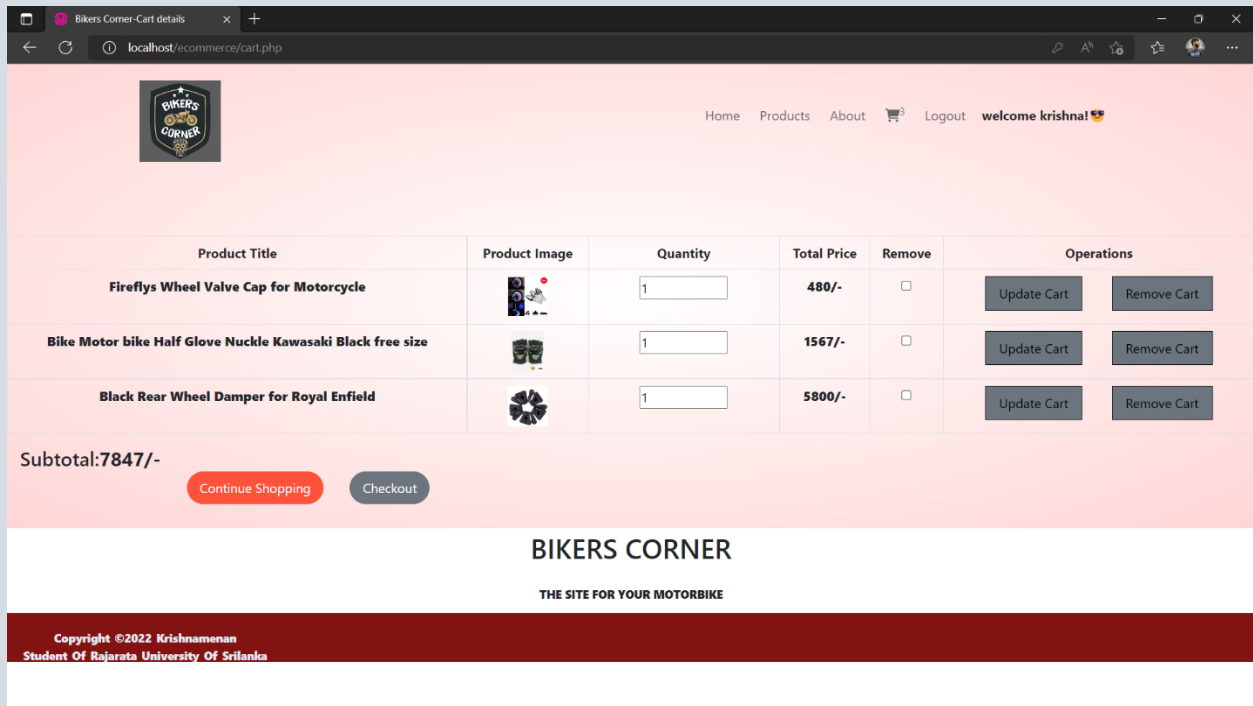 Bikers Corner-Cart details
localhost/ecommerce/cart.php
BIKERS
CORNER
Home Products About 3 Logout welcome krishna!😎
Product Title Product Image Quantity Total Price Remove Operations
Fireflys Wheel Valve Cap for Motorcycle 1 480/- Update Cart Remove Cart
Bike Motor bike Half Glove Nuckle Kawasaki Black free size 1 1567/- Update Cart Remove Cart
Black Rear Wheel Damper for Royal Enfield 1 5800/- Update Cart Remove Cart
Subtotal:7847/-
Continue Shopping Checkout
BIKERS CORNER
THE SITE FOR YOUR MOTORBIKE
Copyright ©2022 Krishnamenan
Student Of Rajarata University Of Srilanka